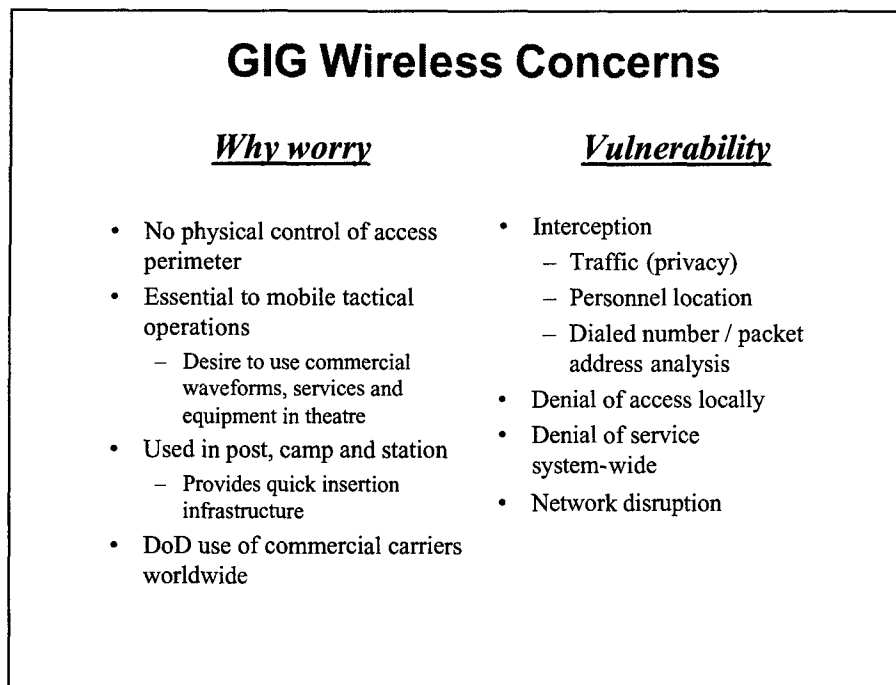 GIG Wireless Concerns
Why worry
• No physical control of access
perimeter
• Essential to mobile tactical
operations
– Desire to use commercial
waveforms, services and
equipment in theatre
• Used in post, camp and station
– Provides quick insertion
infrastructure
• DoD use of commercial carriers
worldwide
Vulnerability
• Interception
– Traffic (privacy)
– Personnel location
– Dialed number / packet
address analysis
• Denial of access locally
• Denial of service
system-wide
• Network disruption